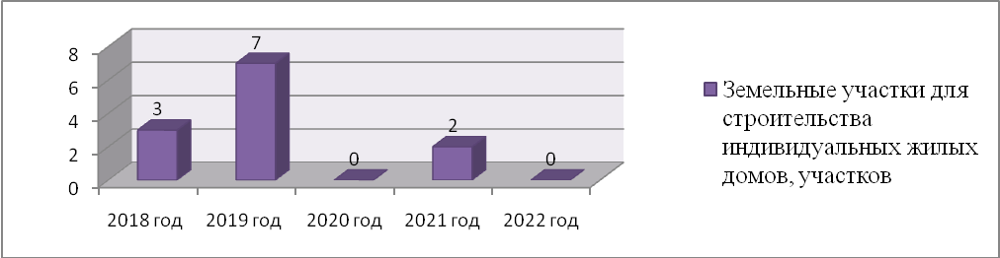 8
6
4
2
0
3
7
0
2
0
2018 год 2019 год 2020 год 2021 год 2022 год
Земельные участки для
строительства
индивидуальных жилых
домов, участков